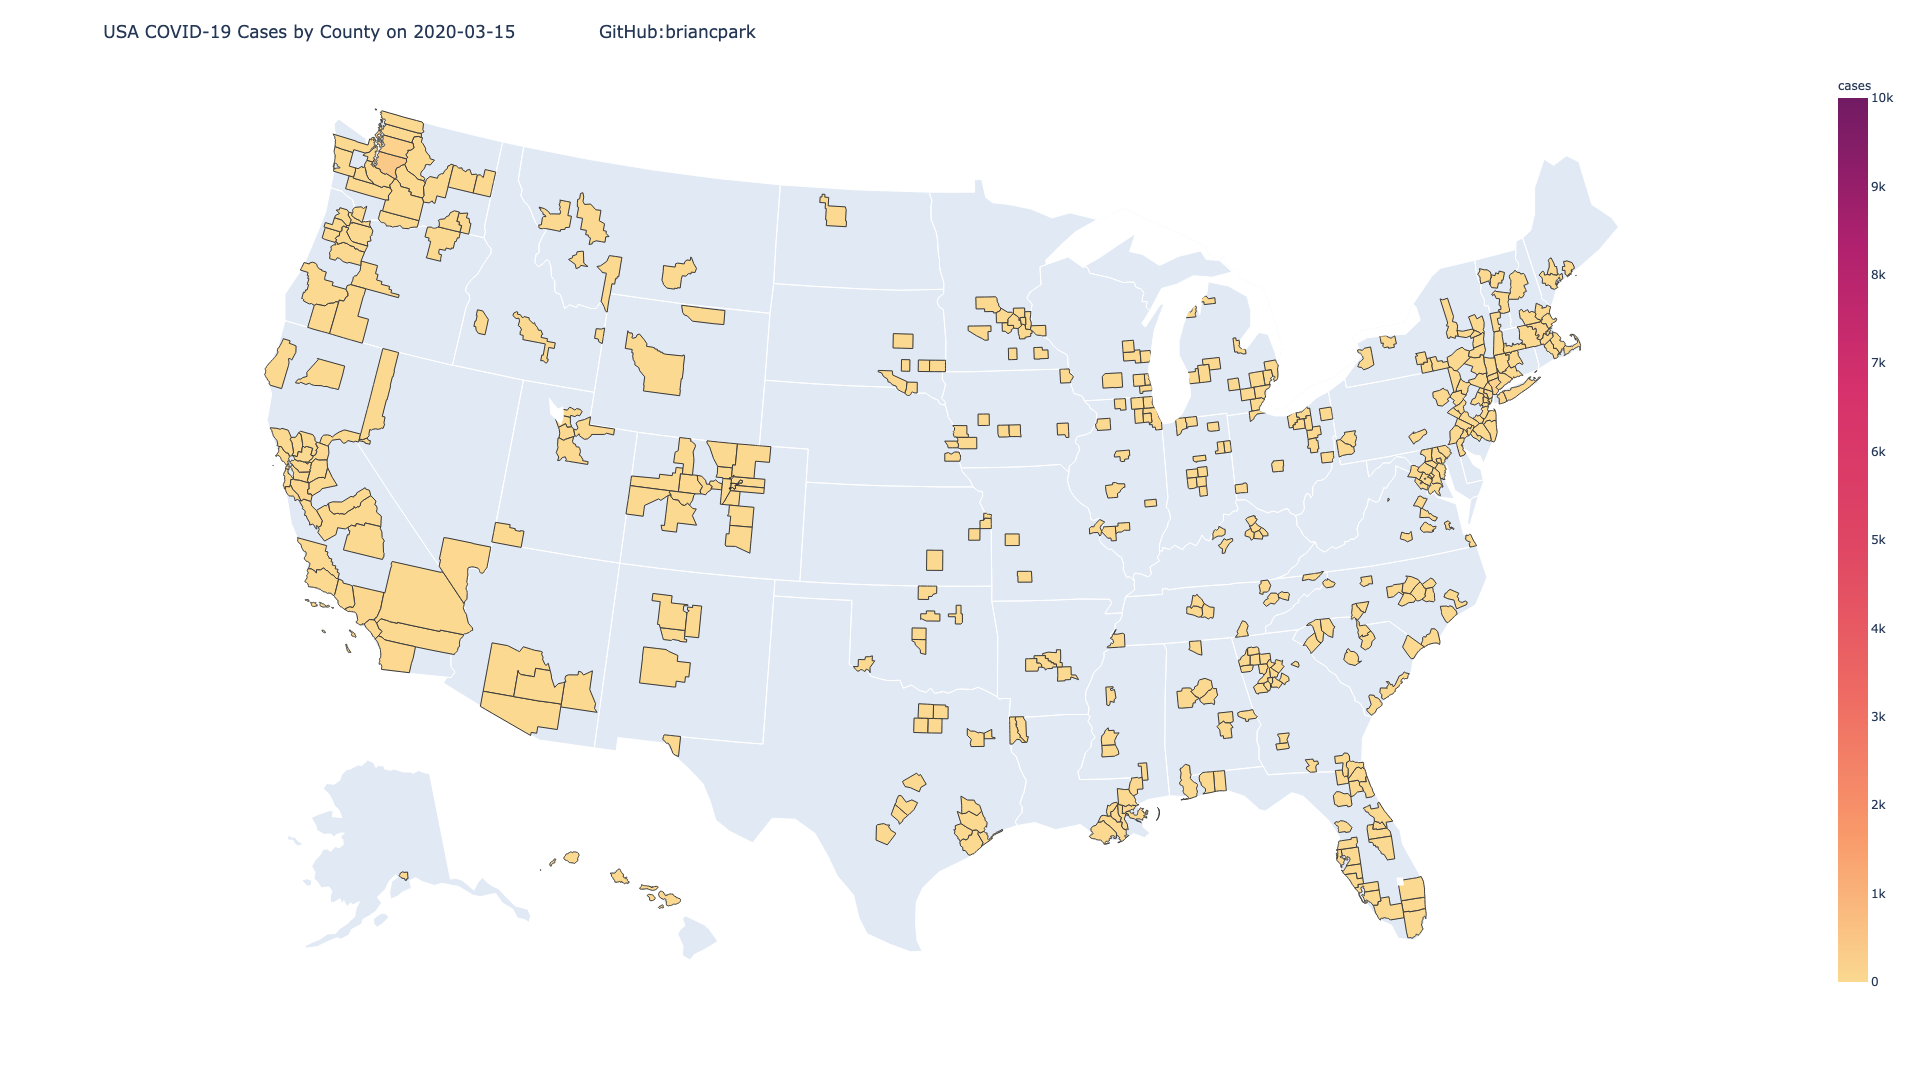 USA COVID-19 Cases by County on 2020-03-15 GitHub:briancpark
cases
10k
9k
8k
7k
6k
5k
4k
3k
2k
1k
0